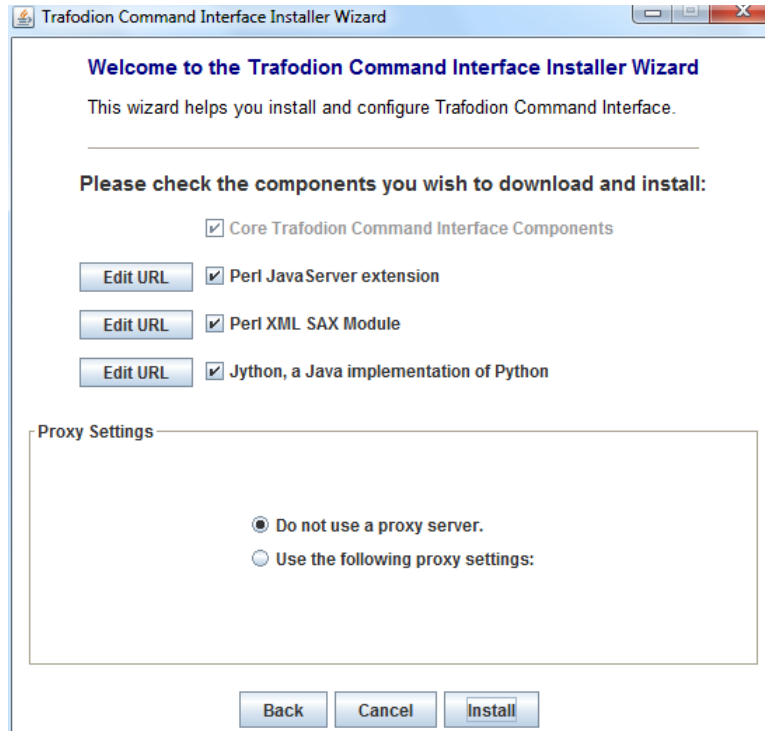 Trafodion Command Interface Installer Wizard
Welcome to the Trafodion Command Interface Installer Wizard
This wizard helps you install and configure Trafodion Command Interface.
Please check the components you wish to download and install:
Core Trafodion Command Interface Components
Edit URL Perl JavaServer extension
Edit URL Perl XML SAX Module
Edit URL Jython, a Java implementation of Python
Proxy Settings
Do not use a proxy server.
Use the following proxy settings:
Back Cancel Install